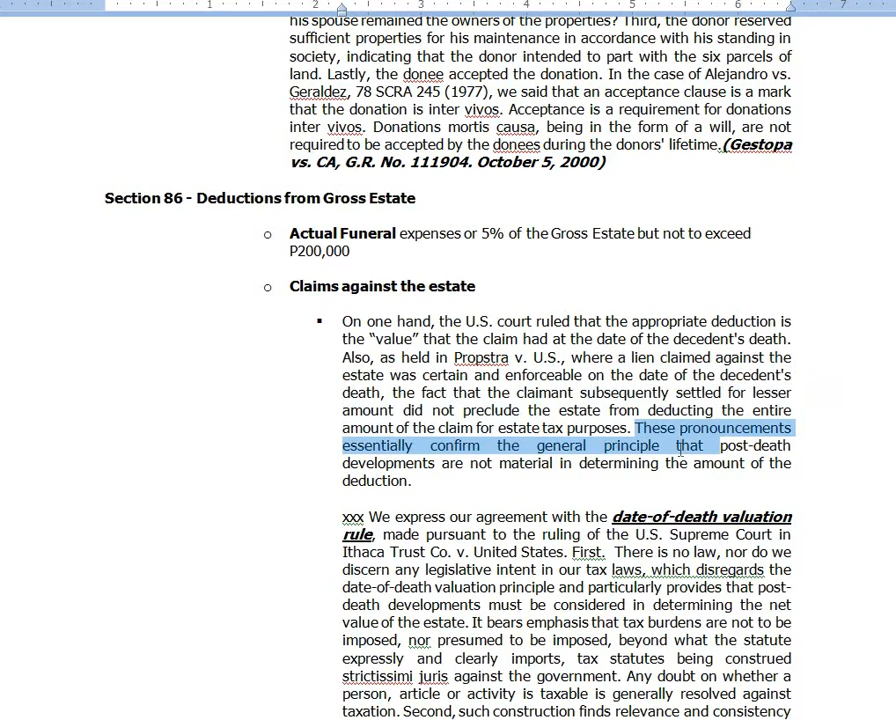 2 1 1 2 3 4 5 6 7
his spouse remained the owners of the properties? Third, the donor reserved
sufficient properties for his maintenance in accordance with his standing in
society, indicating that the donor intended to part with the six parcels of
land. Lastly, the donee accepted the donation. In the case of Alejandro vs.
Geraldez, 78 SCRA 245 (1977), we said that an acceptance clause is a mark
that the donation is inter vivos. Acceptance is a requirement for donations
inter vivos. Donations mortis causa, being in the form of a will, are not
required to be accepted by the donees during the donors' lifetime.(Gestopa
vs. CA, G.R. No. 111904. October 5, 2000)
Section 86 - Deductions from Gross Estate
o Actual Funeral expenses or 5% of the Gross Estate but not to exceed
P200,000
o Claims against the estate
▪ On one hand, the U.S. court ruled that the appropriate deduction is
the “value” that the claim had at the date of the decedent's death.
Also, as held in Propstra v. U.S., where a lien claimed against the
estate was certain and enforceable on the date of the decedent's
death, the fact that the claimant subsequently settled for lesser
amount did not preclude the estate from deducting the entire
amount of the claim for estate tax purposes. These pronouncements
essentially confirm the general principle that post-death
developments are not material in determining the amount of the
deduction.
xxx We express our agreement with the date-of-death valuation
rule, made pursuant to the ruling of the U.S. Supreme Court in
Ithaca Trust Co. v. United States. First. There is no law, nor do we
discern any legislative intent in our tax laws, which disregards the
date-of-death valuation principle and particularly provides that post-
death developments must be considered in determining the net
value of the estate. It bears emphasis that tax burdens are not to be
imposed, nor presumed to be imposed, beyond what the statute
expressly and clearly imports, tax statutes being construed
strictissimi juris against the government. Any doubt on whether a
person, article or activity is taxable is generally resolved against
taxation. Second, such construction finds relevance and consistency